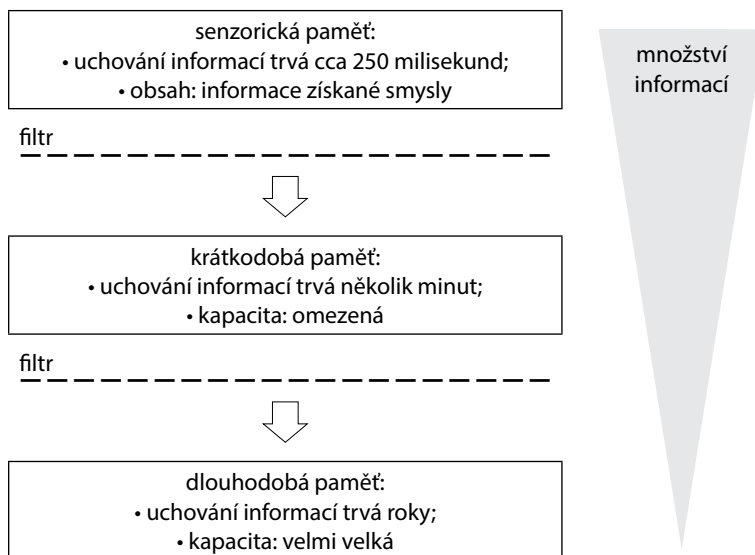 senzorická paměť:
• uchování informací trvá cca 250 milisekund;
• obsah: informace získané smysly
množství
informací
filtr
krátkodobá paměť:
• uchování informací trvá několik minut;
• kapacita: omezená
filtr
dlouhodobá paměť:
• uchování informací trvá roky;
• kapacita: velmi velká